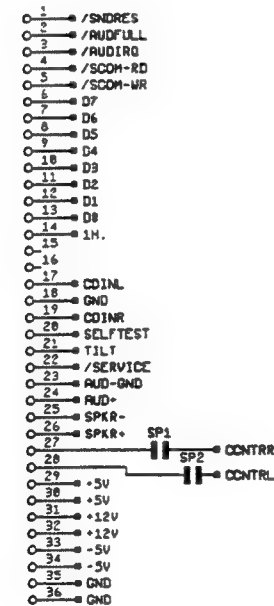 1 /SNDRES
2 /AUDFULL
3 /AUDIRQ
4 /SCOM-RD
5 /SCOM-WR
6 D7
7 D6
8 D5
9 D4
10 D3
11 D2
12 D1
13 D0
14 1H.
15
16
17 COINL
18 GND
19 COINR
20 SELFTEST
21 TILT
22 /SERVICE
23 AUD-GND
24 AUD+
25 SPKR-
26 SPKR+
27 SP1 CCNTRR
28 SP2 CCNTRL
29 +5V
30 +5V
31 +12V
32 +12V
33 -5V
34 -5V
35 GND
36 GND